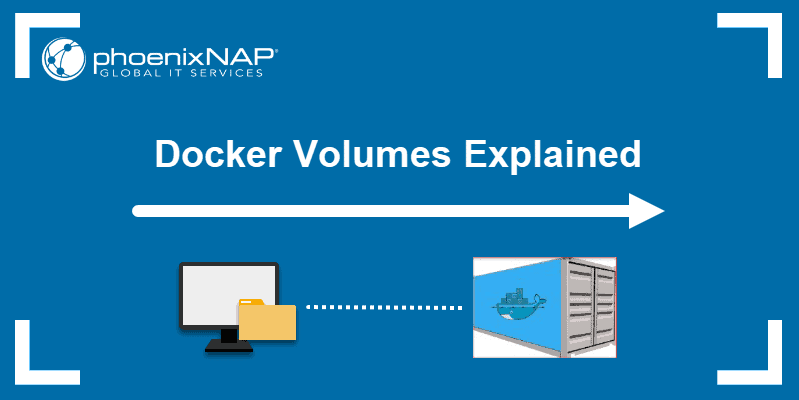 phoenixNAP®
GLOBAL IT SERVICES
Docker Volumes Explained